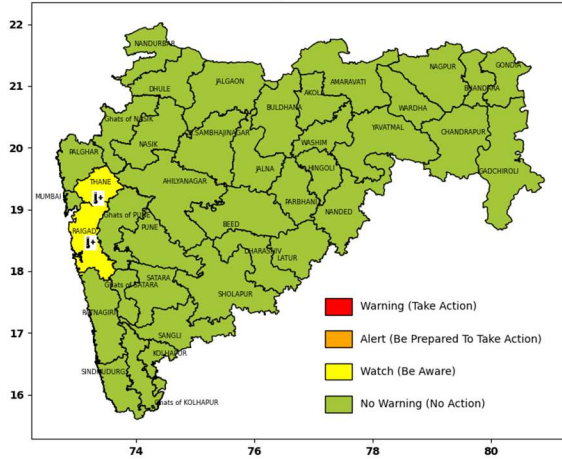 22
21
20
19
18
17
16
NANDURBAR
DHULE
JALGAON
AMARAVATI
NAGPUR
GONDIA
BHANDARA
AKOLA
BULDHANA
WARDHA
Ghats of NASIK
NASIK
SAMBHAJINAGAR
WASHIM
YAVATMAL
CHANDRAPUR
GADCHIROLI
PALGHAR
JALNA
HINGOLI
THANE
AHILYANAGAR
MUMBAI
PARBHANI
NANDED
Ghats of PUNE
PUNE
RAIGAD
BEED
DHARASHIV
LATUR
SATARA
Ghats of SATARA
SHOLAPUR
RATNAGIRI
SANGLI
KOLHAPUR
SINDHUDURG
Ghats of KOLHAPUR
Warning (Take Action)
Alert (Be Prepared To Take Action)
Watch (Be Aware)
No Warning (No Action)
74
76
78
80